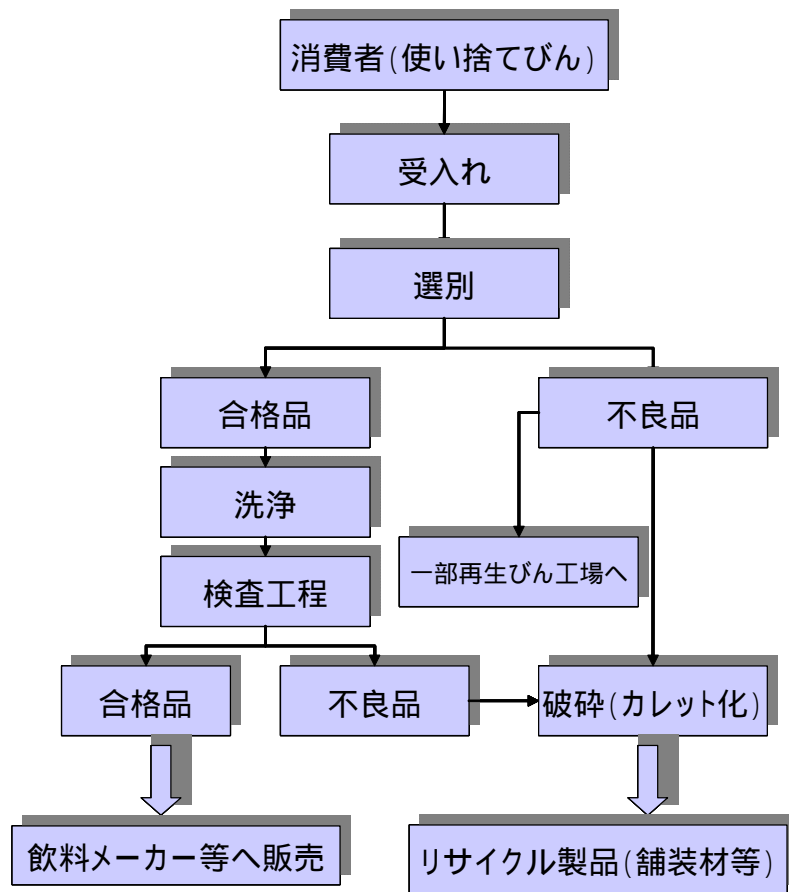 消費者(使い捨てびん)
受入れ
選別
合格品
不良品
洗浄
一部再生びん工場へ
検査工程
合格品
不良品
破砕(カレット化)
飲料メーカー等へ販売
リサイクル製品(舗装材等)